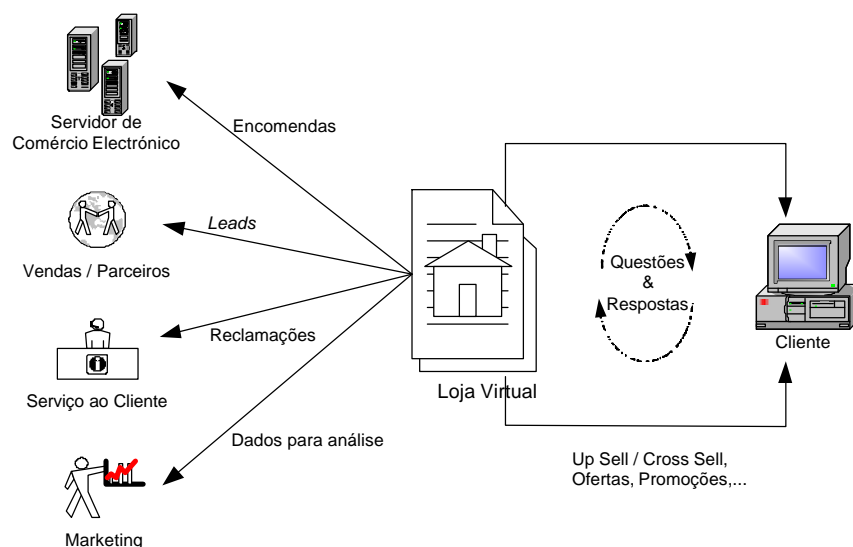 Servidor de
Comércio Electrónico
Encomendas
Leads
Vendas / Parceiros
Reclamações
Serviço ao Cliente
Dados para análise
Marketing
Loja Virtual
Questões
&
Respostas
Cliente
Up Sell / Cross Sell,
Ofertas, Promoções,...